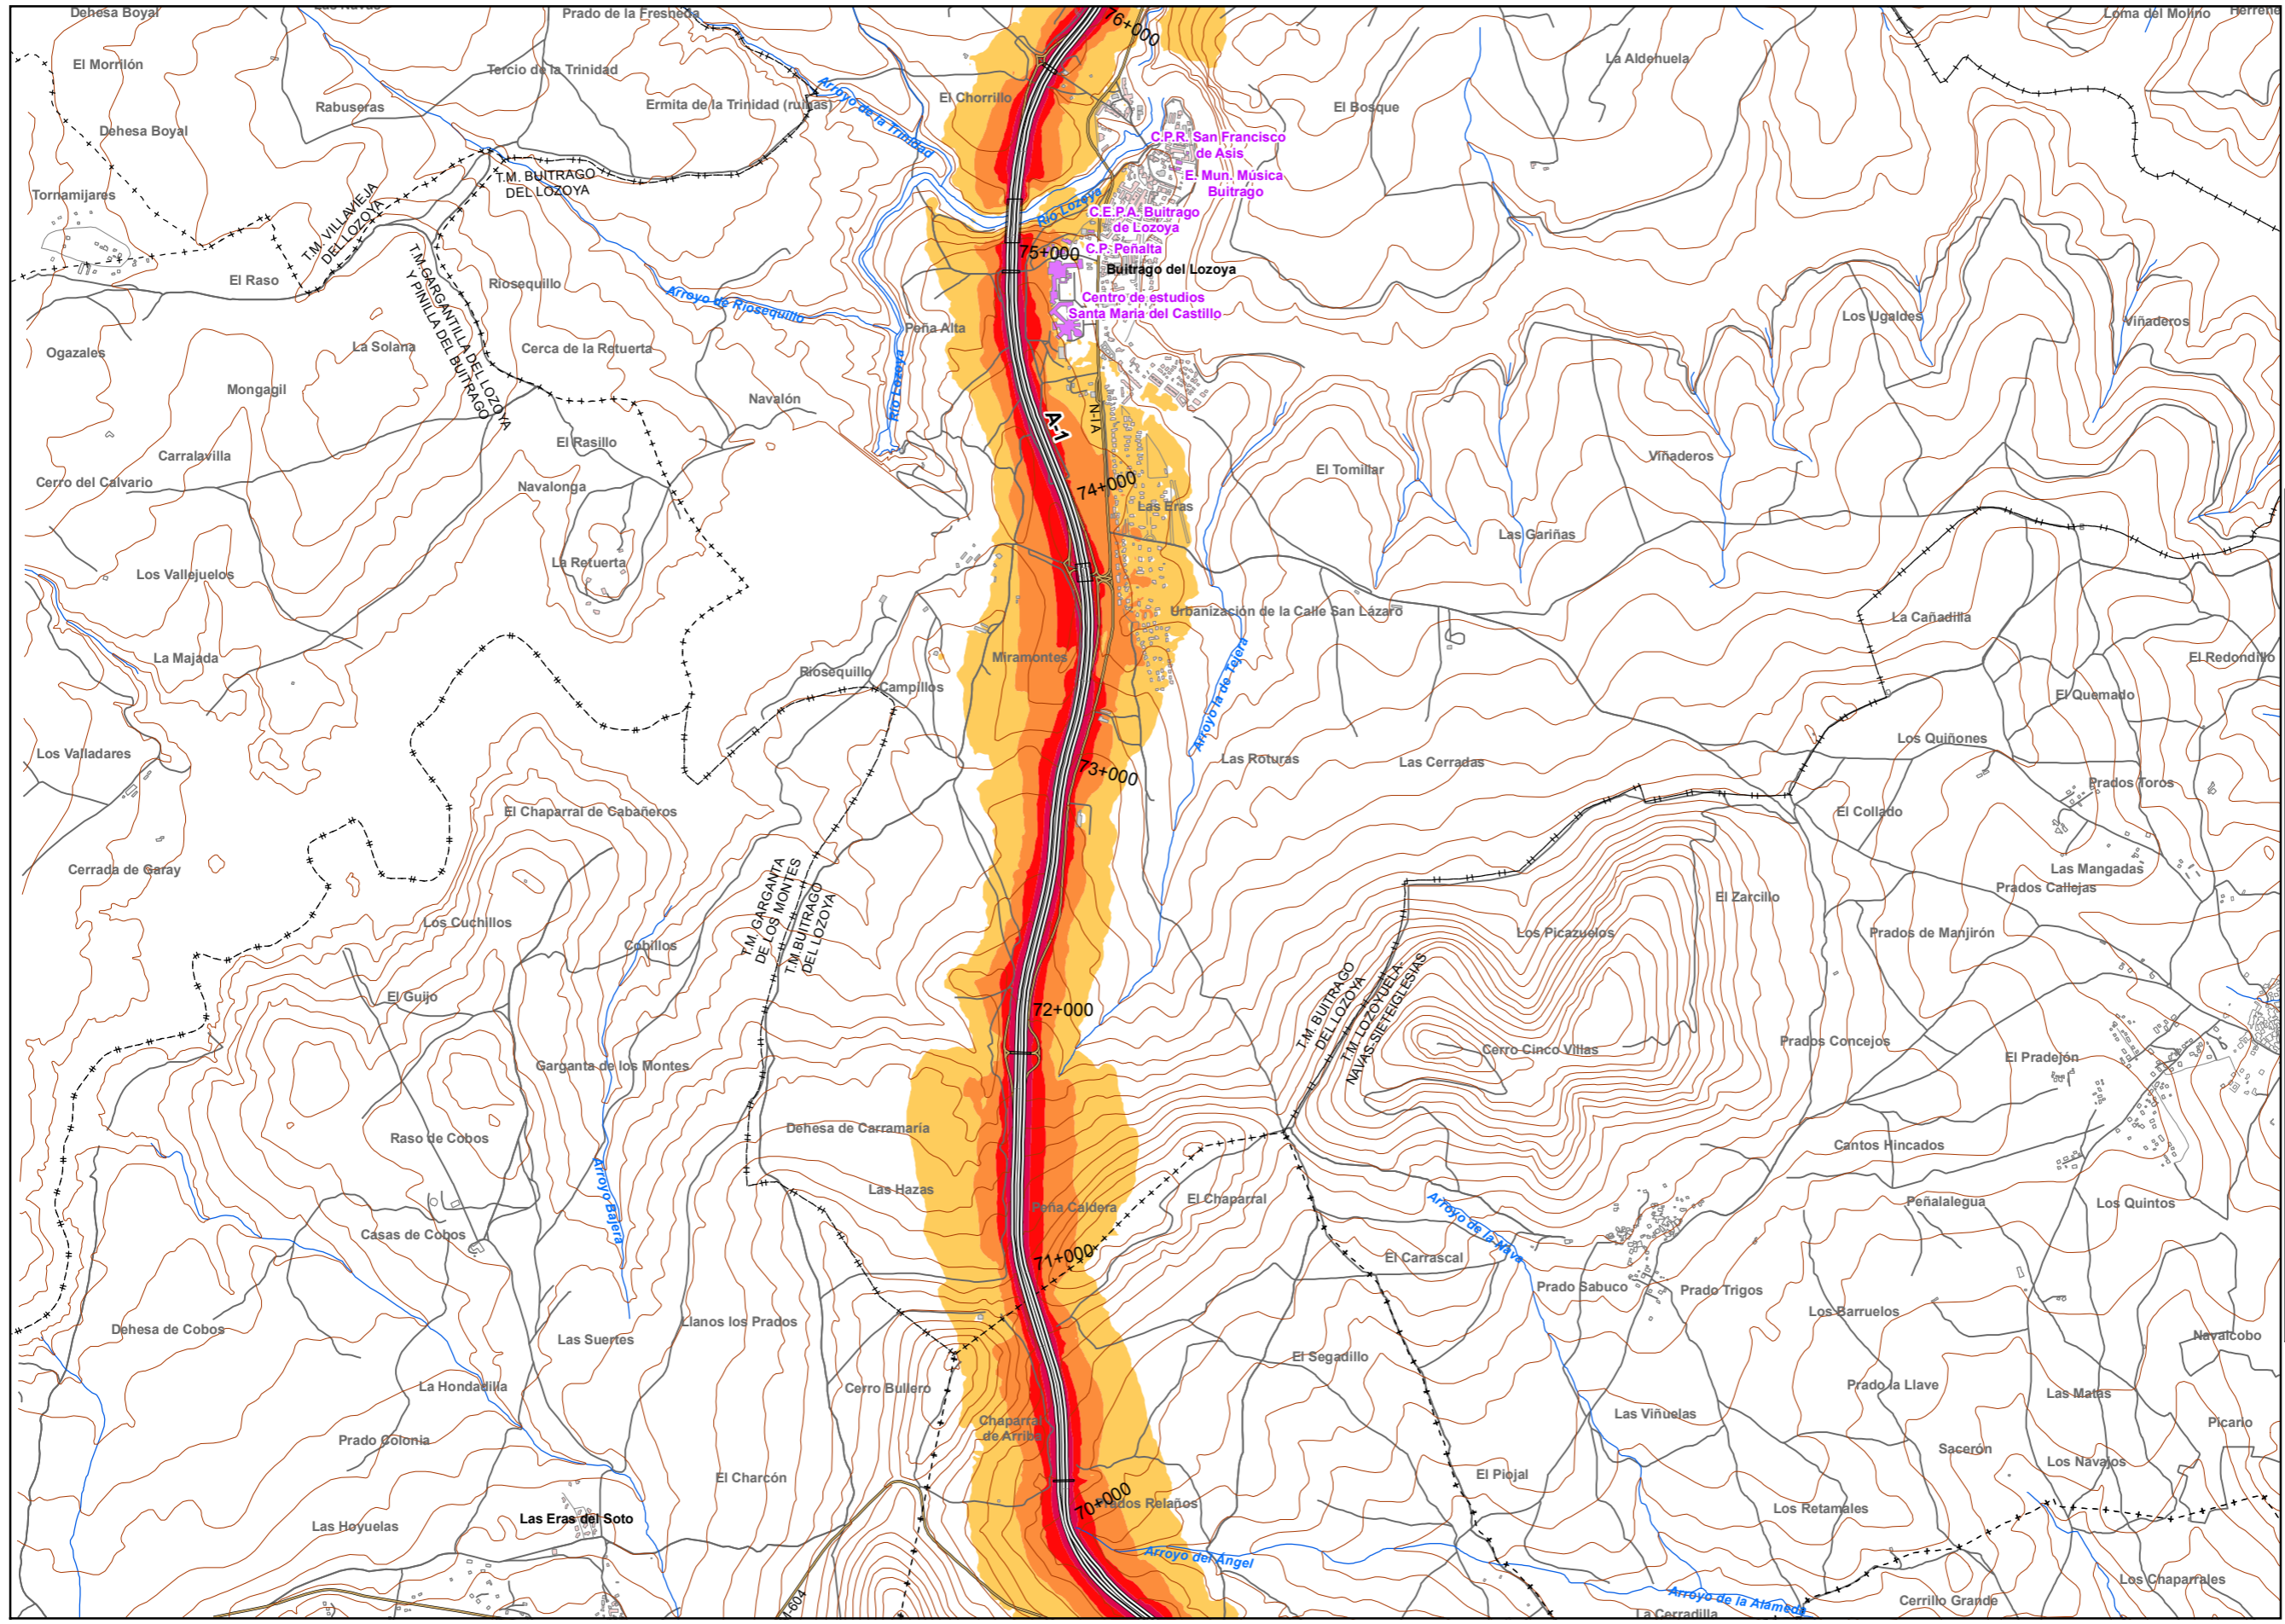 Dehesa Boyal
Prado de la Fresneda
76+000
Loma del Molino
El Morrilón
Tercio de la Trinidad
La Aldehuela
Rabuseras
Ermita de la Trinidad (ruinas)
Arroyo de la Trinidad
El Chorrillo
El Bosque
Dehesa Boyal
C.P.R. San Francisco
de Asis
T.M. BUITRAGO
DEL LOZOYA
E. Mun. Música
Buitrago
Tornamijares
T.M. VILLAVIEJA
DEL LOZOYA
Río Lozoya
C.E.P.A. Buitrago
de Lozoya
C.P. Peñalta
75+000
Buitrago del Lozoya
El Raso
T.M. GARGANTILLA DEL LOZOYA
Y PINILLA DEL BUITRAGO
Riosequillo
Arroyo de Riosequillo
Centro de estudios
Santa Maria del Castillo
Peña Alta
Los Ugaldes
Viñaderos
Ogazales
La Solana
Cerca de la Retuerta
Río Lozoya
Mongagil
Navalón
A-1
N-I A
El Rasillo
Carralavilla
Viñaderos
El Tomillar
Cerro del Calvario
Navalonga
74+000
Las Eras
Las Gariñas
La Retuerta
Los Vallejuelos
Urbanización de la Calle San Lázaro
La Cañadilla
La Majada
Miramontes
Riosequillo
Campillos
Arroyo la de Tejera
El Redondillo
El Quemado
Los Valladares
Las Roturas
Las Cerradas
Los Quiñones
73+000
Prados Toros
El Chaparral de Cabañeros
El Collado
Cerrada de Garay
T.M. GARGANTA
DE LOS MONTES
T.M. BUITRAGO
DEL LOZOYA
Las Mangadas
Prados Callejas
El Zarcillo
Los Cuchillos
Cobillos
Los Picazuelos
Prados de Manjirón
El Guijo
72+000
T.M. BUITRAGO
DEL LOZOYA
T.M. LOZOYUELA-
NAVAS-SIETEIGLESIAS
Cerro Cinco Villas
Prados Concejos
El Pradejón
Garganta de los Montes
Dehesa de Carramaría
Raso de Cobos
Cantos Hincados
Arroyo Bajera
Las Hazas
Peña Caldera
El Chaparral
Arroyo de la Nava
Peñalalegua
Los Quintos
Casas de Cobos
71+000
El Carrascal
Prado Sabuco
Prado Trigos
Los Barruelos
Dehesa de Cobos
Las Suertes
Llanos los Prados
Navalcobo
El Segadillo
La Hondadilla
Cerro Bullero
Prado la Llave
Las Matas
Chaparral
de Arriba
Las Viñuelas
Prado Colonia
Sacerón
El Charcón
El Piojal
Los Navajos
70+000
Los Retamales
Las Hoyuelas
Las Eras del Soto
Arroyo del Ángel
Los Chaparrales
Arroyo de la Alameda
Cerrillo Grande
La Cerradilla